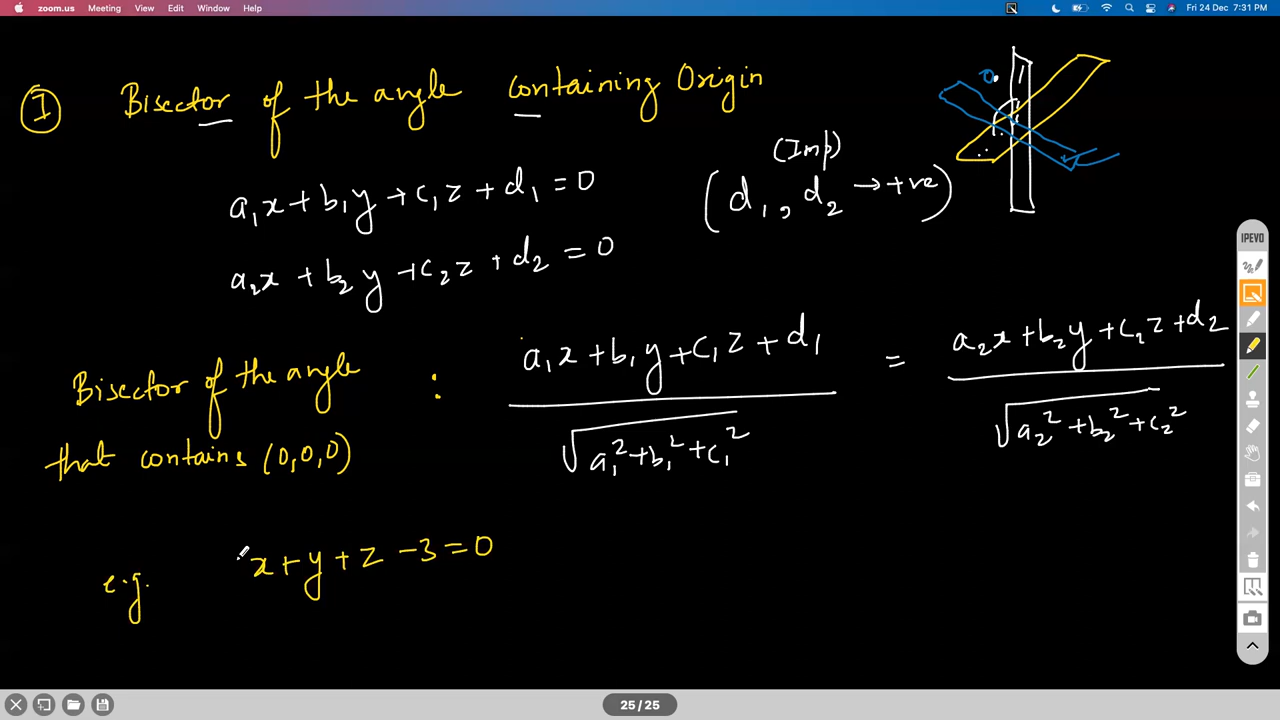 zoom.us Meeting View Edit Window Help Fri 24 Dec 7:31 PM
I Bisector of the angle containing Origin
0
(Imp)
a₁x + b₁y + c₁z + d₁ = 0 (d₁, d₂ → +ve)
a₂x + b₂y + c₂z + d₂ = 0
Bisector of the angle : a₁x + b₁y + c₁z + d₁ / √a₁² + b₁² + c₁² = a₂x + b₂y + c₂z + d₂ / √a₂² + b₂² + c₂²
that contains (0,0,0)
e.g. x + y + z - 3 = 0
IPEVO
25/25